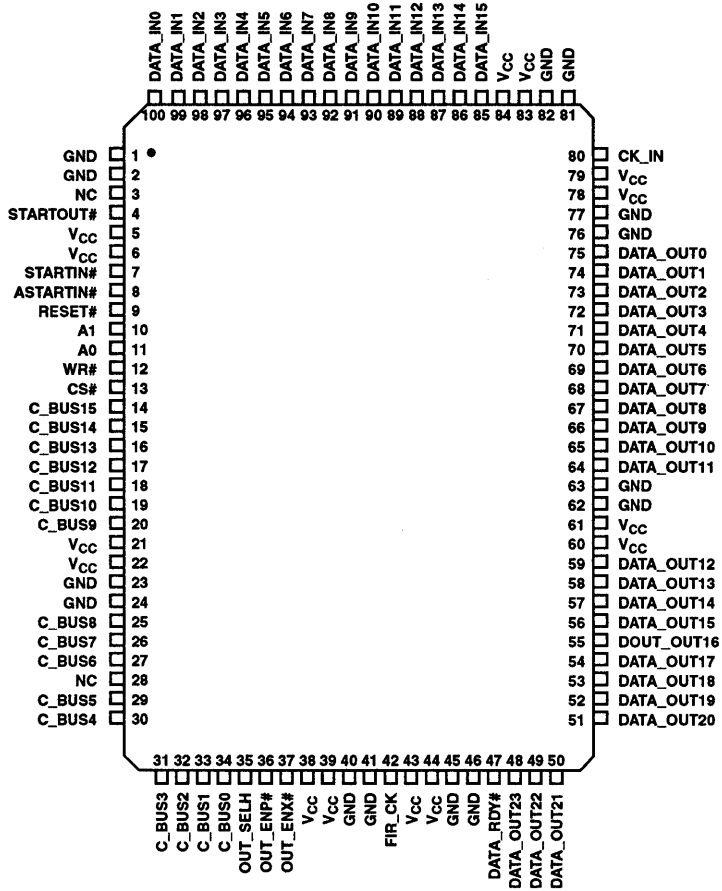 DATA_IN0
DATA_IN1
DATA_IN2
DATA_IN3
DATA_IN4
DATA_IN5
DATA_IN6
DATA_IN7
DATA_IN8
DATA_IN9
DATA_IN10
DATA_IN11
DATA_IN12
DATA_IN13
DATA_IN14
DATA_IN15
VCC
VCC
GND
GND
100 99 98 97 96 95 94 93 92 91 90 89 88 87 86 85 84 83 82 81
GND 1
GND 2
NC 3
STARTOUT# 4
VCC 5
VCC 6
STARTIN# 7
ASTARTIN# 8
RESET# 9
A1 10
A0 11
WR# 12
CS# 13
C_BUS15 14
C_BUS14 15
C_BUS13 16
C_BUS12 17
C_BUS11 18
C_BUS10 19
C_BUS9 20
VCC 21
VCC 22
GND 23
GND 24
C_BUS8 25
C_BUS7 26
C_BUS6 27
NC 28
C_BUS5 29
C_BUS4 30
80 CK_IN
79 VCC
78 VCC
77 GND
76 GND
75 DATA_OUT0
74 DATA_OUT1
73 DATA_OUT2
72 DATA_OUT3
71 DATA_OUT4
70 DATA_OUT5
69 DATA_OUT6
68 DATA_OUT7
67 DATA_OUT8
66 DATA_OUT9
65 DATA_OUT10
64 DATA_OUT11
63 GND
62 GND
61 VCC
60 VCC
59 DATA_OUT12
58 DATA_OUT13
57 DATA_OUT14
56 DATA_OUT15
55 DOUT_OUT16
54 DATA_OUT17
53 DATA_OUT18
52 DATA_OUT19
51 DATA_OUT20
31 32 33 34 35 36 37 38 39 40 41 42 43 44 45 46 47 48 49 50
C_BUS3
C_BUS2
C_BUS1
C_BUS0
OUT_SELH
OUT_ENP#
OUT_ENX#
VCC
VCC
GND
GND
FIR_CK
VCC
VCC
GND
GND
DATA_RDY#
DATA_OUT23
DATA_OUT22
DATA_OUT21